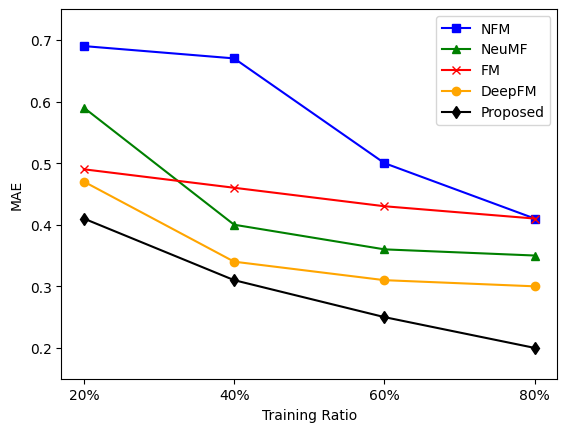 NFM
NeuMF
FM
DeepFM
Proposed
0.7
0.6
0.5
0.4
0.3
0.2
MAE
20% 40% 60% 80%
Training Ratio